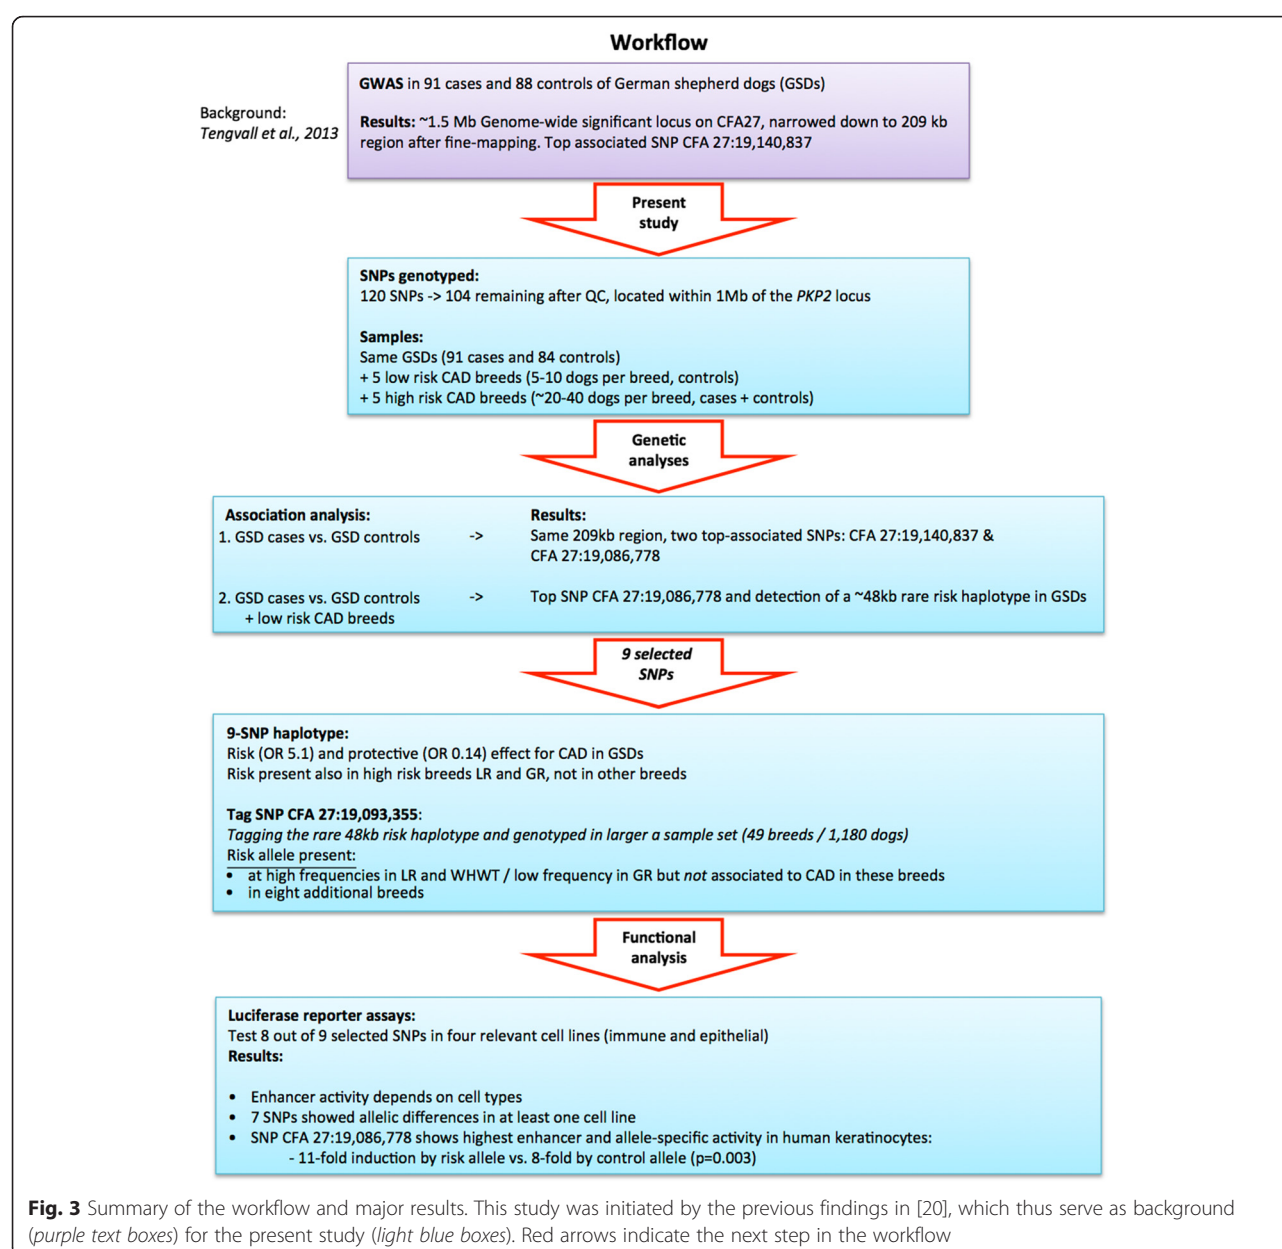 Workflow
GWAS in 91 cases and 88 controls of German shepherd dogs (GSDs)
Background:
Tengvall et al., 2013
Results: ~1.5 Mb Genome-wide significant locus on CFA27, narrowed down to 209 kb
region after fine-mapping. Top associated SNP CFA 27:19,140,837
Present
study
SNPs genotyped:
120 SNPs -> 104 remaining after QC, located within 1Mb of the PKP2 locus
Samples:
Same GSDs (91 cases and 84 controls)
+ 5 low risk CAD breeds (5-10 dogs per breed, controls)
+ 5 high risk CAD breeds (~20-40 dogs per breed, cases + controls)
Genetic
analyses
Association analysis:
Results:
1. GSD cases vs. GSD controls -> Same 209kb region, two top-associated SNPs: CFA 27:19,140,837 &
CFA 27:19,086,778
2. GSD cases vs. GSD controls -> Top SNP CFA 27:19,086,778 and detection of a ~48kb rare risk haplotype in GSDs
+ low risk CAD breeds
9 selected
SNPs
9-SNP haplotype:
Risk (OR 5.1) and protective (OR 0.14) effect for CAD in GSDs
Risk present also in high risk breeds LR and GR, not in other breeds
Tag SNP CFA 27:19,093,355:
Tagging the rare 48kb risk haplotype and genotyped in larger a sample set (49 breeds / 1,180 dogs)
Risk allele present:
• at high frequencies in LR and WHWT / low frequency in GR but not associated to CAD in these breeds
• in eight additional breeds
Functional
analysis
Luciferase reporter assays:
Test 8 out of 9 selected SNPs in four relevant cell lines (immune and epithelial)
Results:
• Enhancer activity depends on cell types
• 7 SNPs showed allelic differences in at least one cell line
• SNP CFA 27:19,086,778 shows highest enhancer and allele-specific activity in human keratinocytes:
- 11-fold induction by risk allele vs. 8-fold by control allele (p=0.003)
Fig. 3 Summary of the workflow and major results. This study was initiated by the previous findings in [20], which thus serve as background
(purple text boxes) for the present study (light blue boxes). Red arrows indicate the next step in the workflow